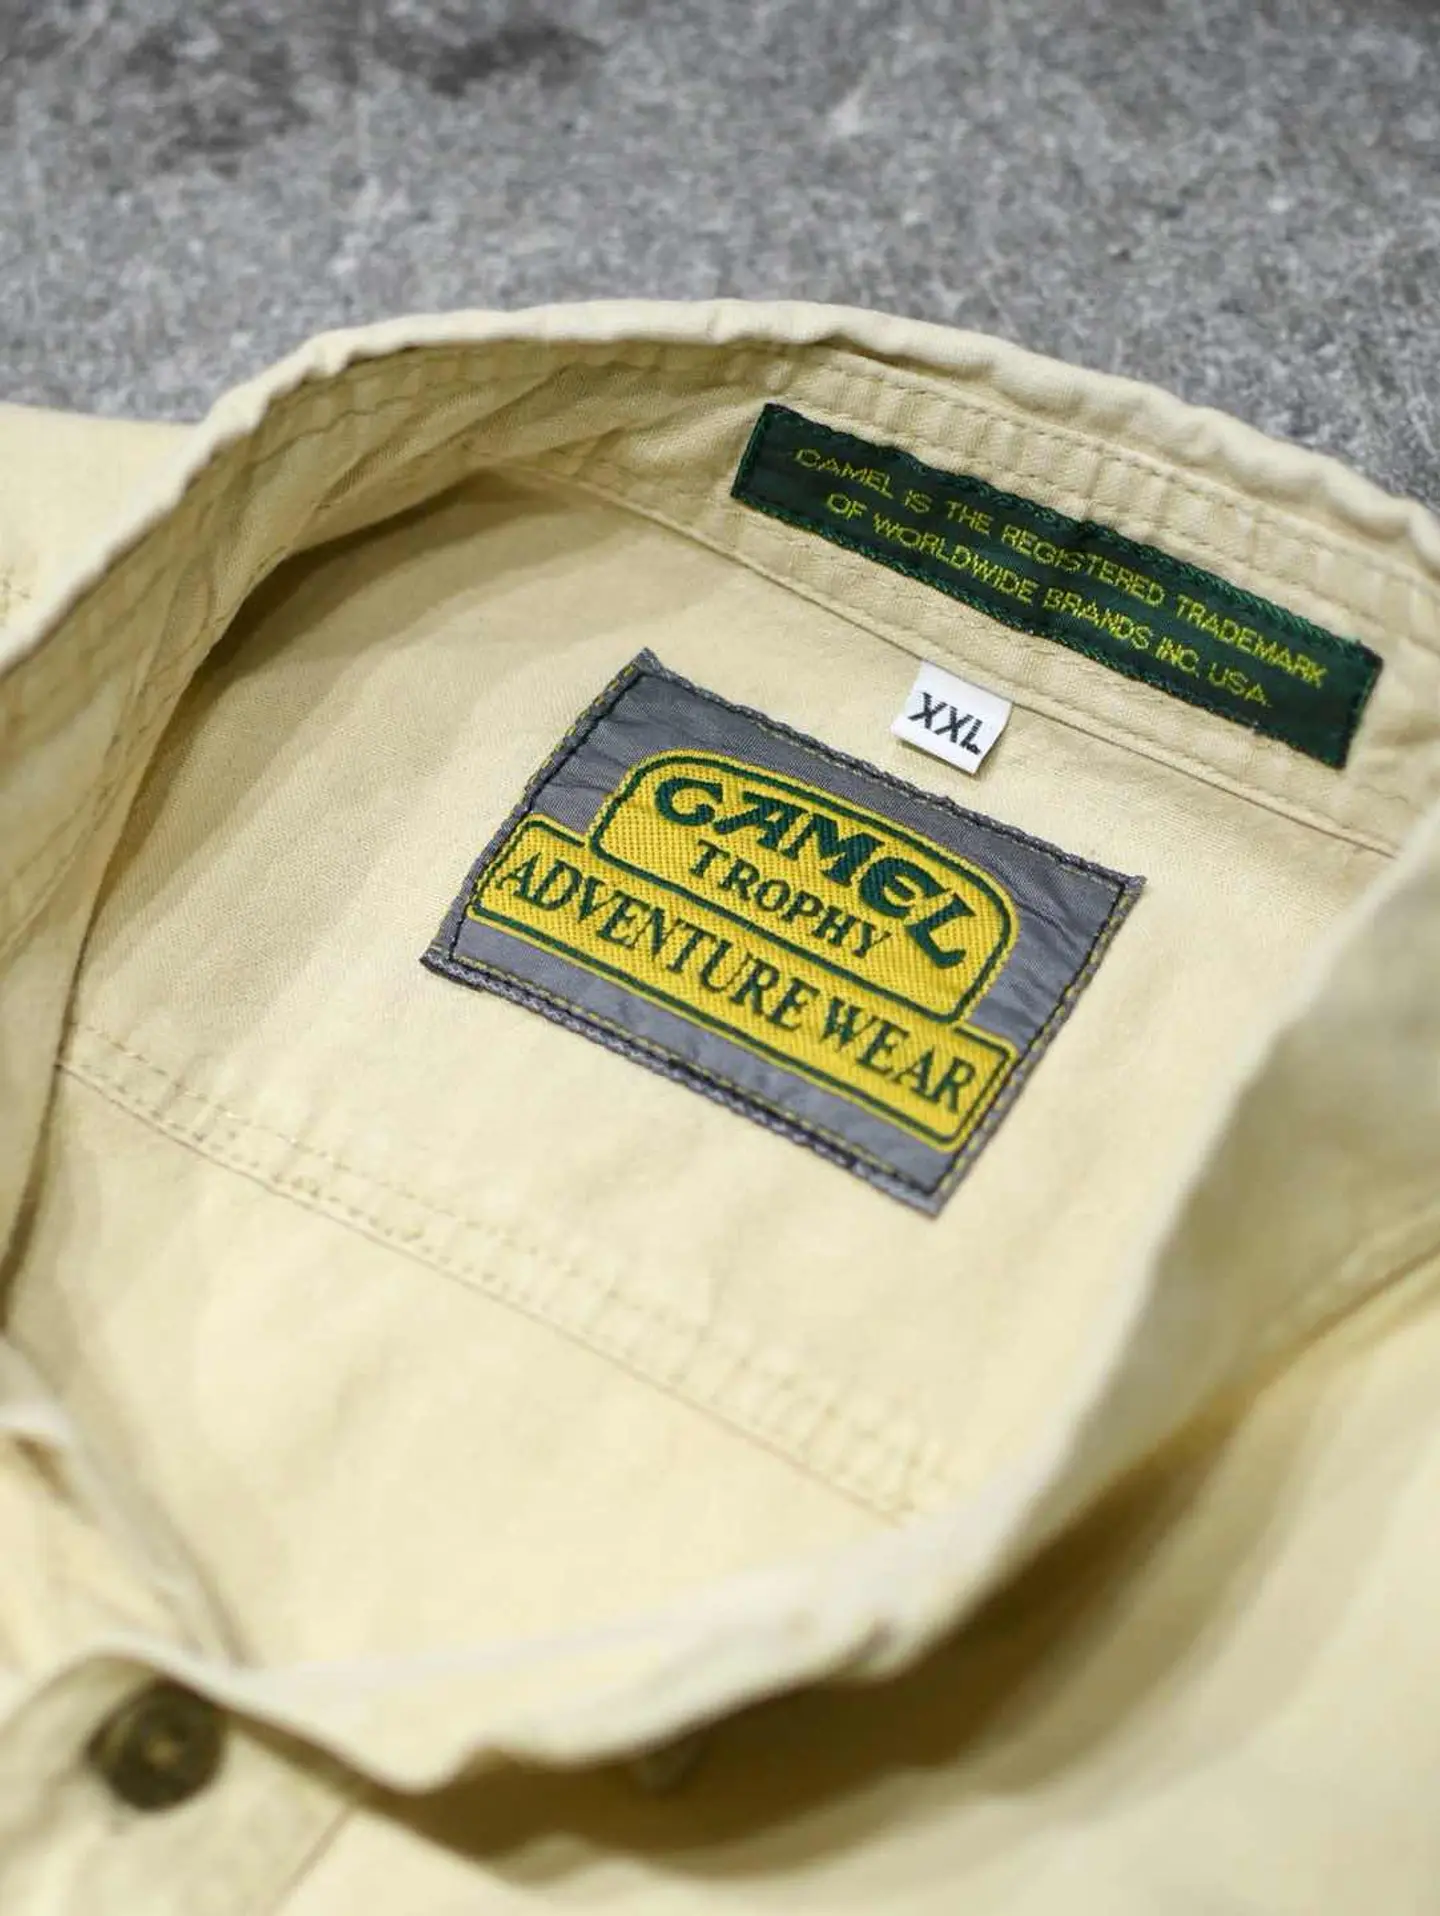 CAMEL IS THE REGISTERED TRADEMARK
OF WORLDWIDE BRANDS INC. USA.
XXL
CAMEL
TROPHY
ADVENTURE WEAR